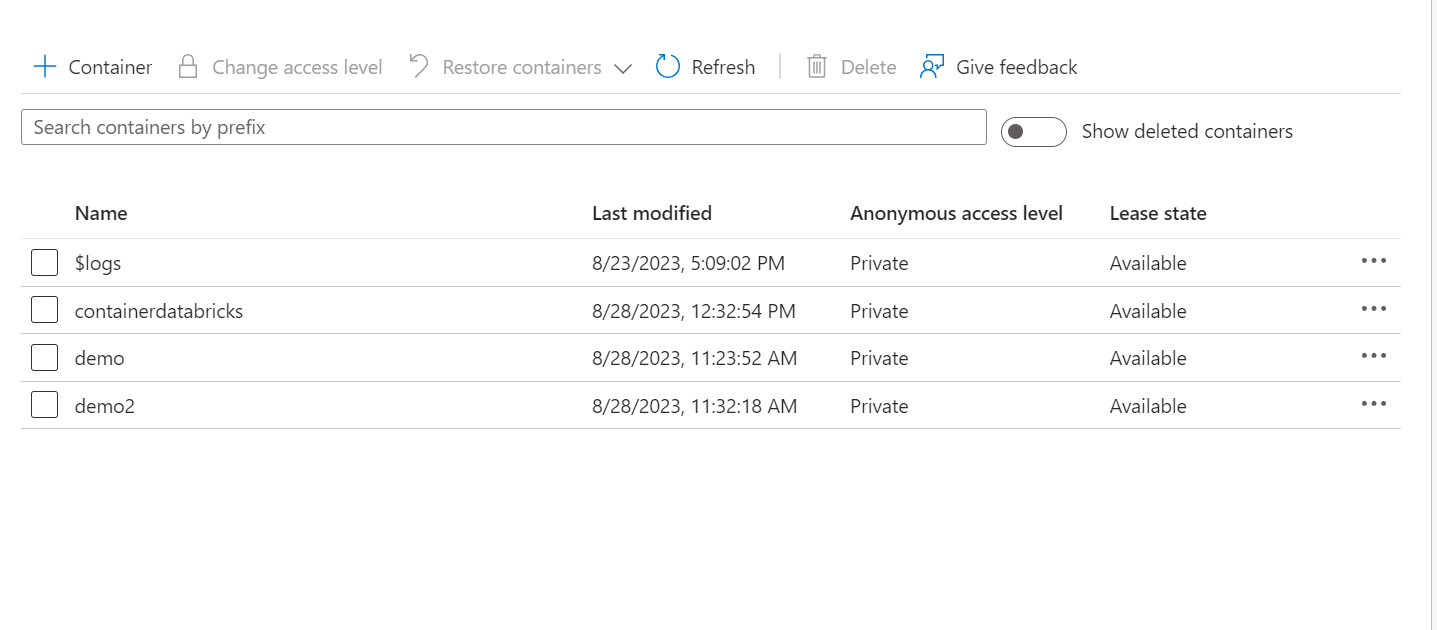 Container Change access level Restore containers Refresh Delete Give feedback
Search containers by prefix Show deleted containers
Name Last modified Anonymous access level Lease state
$logs 8/23/2023, 5:09:02 PM Private Available
containerdatabricks 8/28/2023, 12:32:54 PM Private Available
demo 8/28/2023, 11:23:52 AM Private Available
demo2 8/28/2023, 11:32:18 AM Private Available